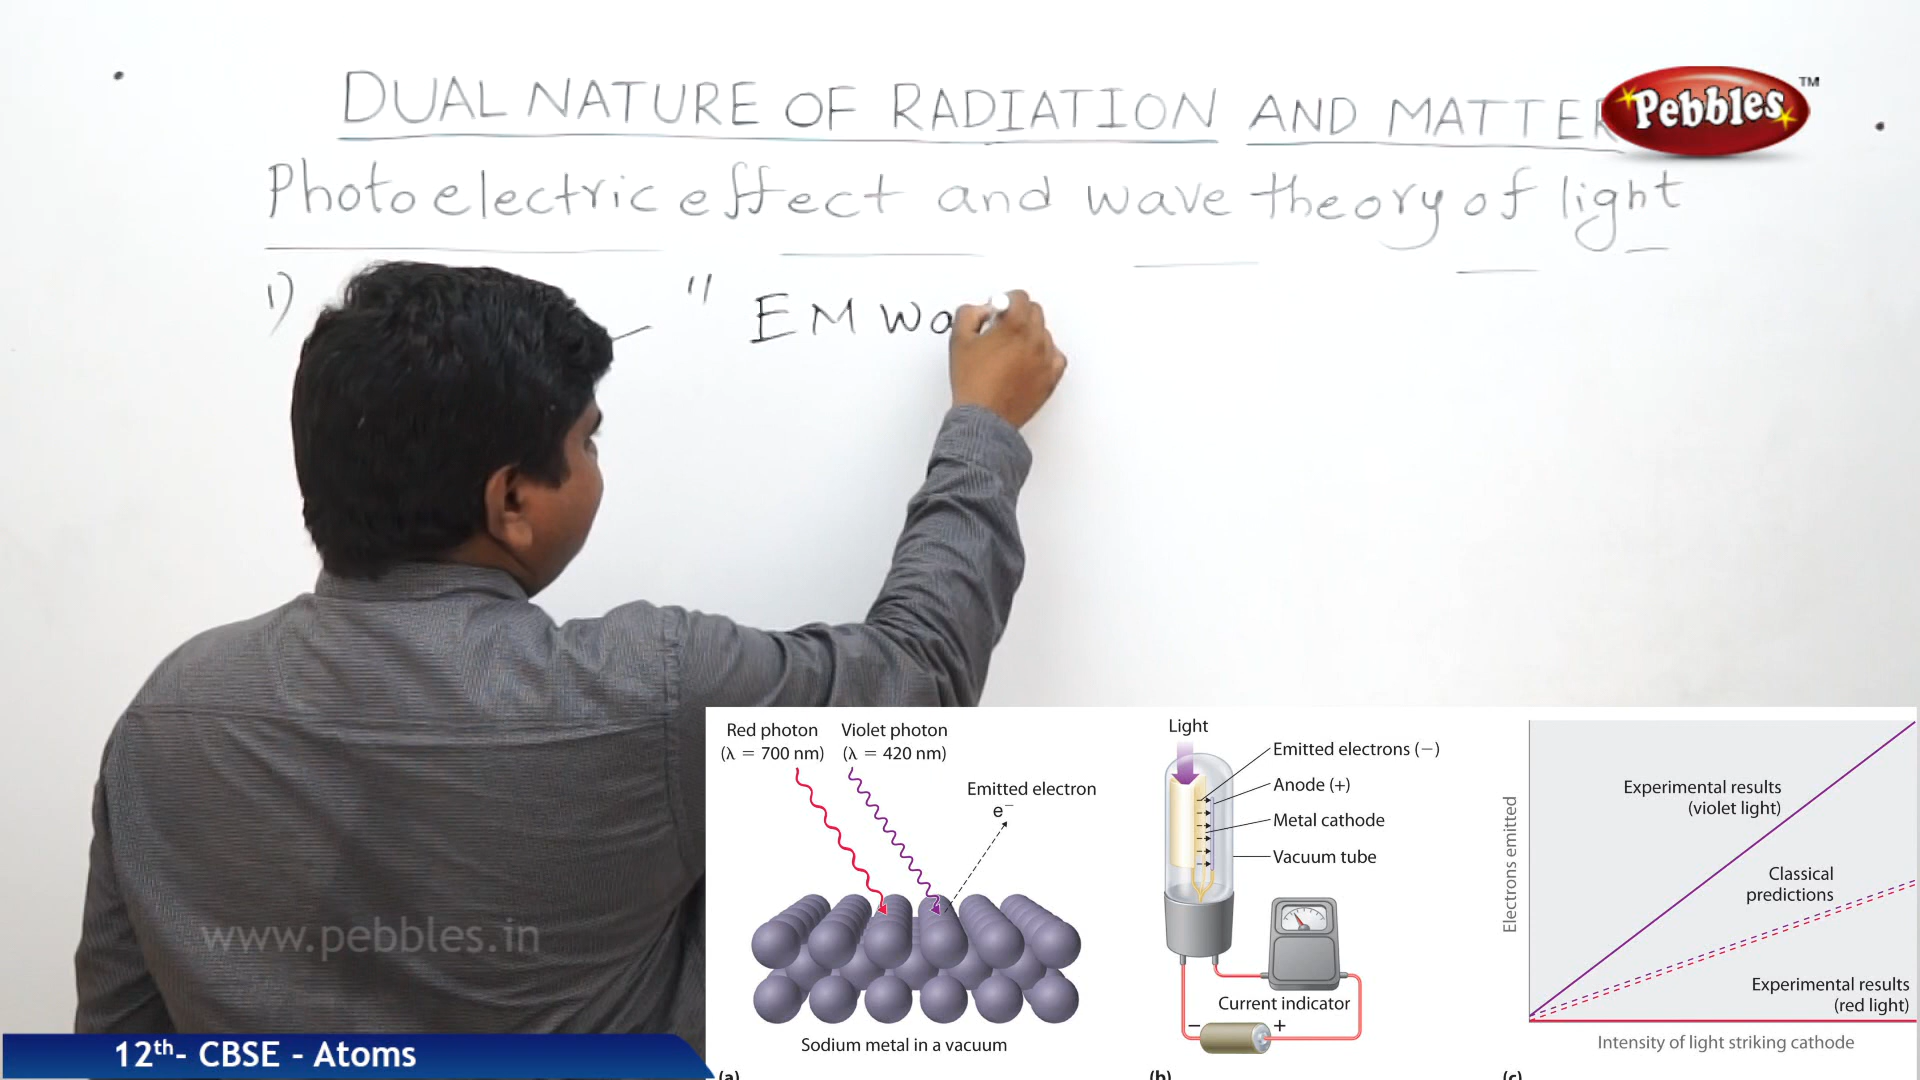 DUAL NATURE OF RADIATION AND MATTER
Pebbles™
Photoelectric effect and wave theory of light
1) " EM wa
Red photon
(λ = 700 nm)
Violet photon
(λ = 420 nm)
Emitted electron
e⁻
Sodium metal in a vacuum
(a)
Light
Emitted electrons (−)
Anode (+)
Metal cathode
Vacuum tube
Current indicator
− +
(b)
Electrons emitted
Experimental results
(violet light)
Classical
predictions
Experimental results
(red light)
Intensity of light striking cathode
(c)
www.pebbles.in
12th- CBSE - Atoms